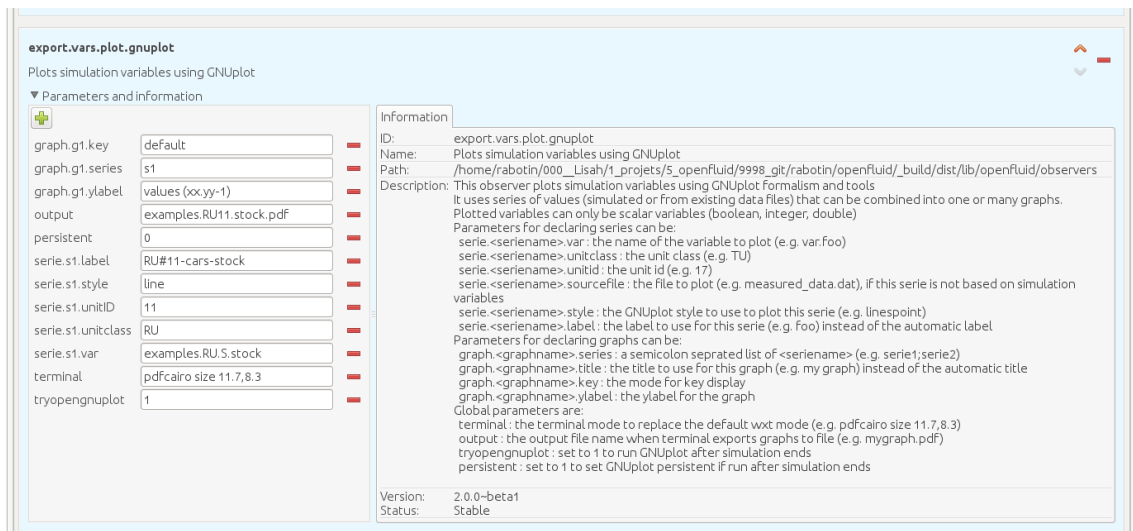 export.vars.plot.gnuplot
Plots simulation variables using GNUplot
Parameters and information
graph.g1.key default
graph.g1.series s1
graph.g1.ylabel values (xx.yy-1)
output examples.RU11.stock.pdf
persistent 0
serie.s1.label RU#11-cars-stock
serie.s1.style line
serie.s1.unitID 11
serie.s1.unitclass RU
serie.s1.var examples.RU.S.stock
terminal pdfcairo size 11.7,8.3
tryopengnuplot 1
Information
ID: export.vars.plot.gnuplot
Name: Plots simulation variables using GNUplot
Path: /home/rabotin/000__Lisah/1_projets/5_openfluid/9998_git/rabotin/openfluid/_build/dist/lib/openfluid/observers
Description: This observer plots simulation variables using GNUplot formalism and tools
It uses series of values (simulated or from existing data files) that can be combined into one or many graphs.
Plotted variables can only be scalar variables (boolean, integer, double)
Parameters for declaring series can be:
serie.<seriename>.var : the name of the variable to plot (e.g. var.foo)
serie.<seriename>.unitclass : the unit class (e.g. TU)
serie.<seriename>.unitid : the unit id (e.g. 17)
serie.<seriename>.sourcefile : the file to plot (e.g. measured_data.dat), if this serie is not based on simulation
variables
serie.<seriename>.style : the GNUplot style to use to plot this serie (e.g. linespoint)
serie.<seriename>.label : the label to use for this serie (e.g. foo) instead of the automatic label
Parameters for declaring graphs can be:
graph.<graphname>.series : a semicolon seprated list of <seriename> (e.g. serie1;serie2)
graph.<graphname>.title : the title to use for this graph (e.g. my graph) instead of the automatic title
graph.<graphname>.key : the mode for key display
graph.<graphname>.ylabel : the ylabel for the graph
Global parameters are:
terminal : the terminal mode to replace the default wxt mode (e.g. pdfcairo size 11.7,8.3)
output : the output file name when terminal exports graphs to file (e.g. mygraph.pdf)
tryopengnuplot : set to 1 to run GNUplot after simulation ends
persistent : set to 1 to set GNUplot persistent if run after simulation ends
Version: 2.0.0~beta1
Status: Stable